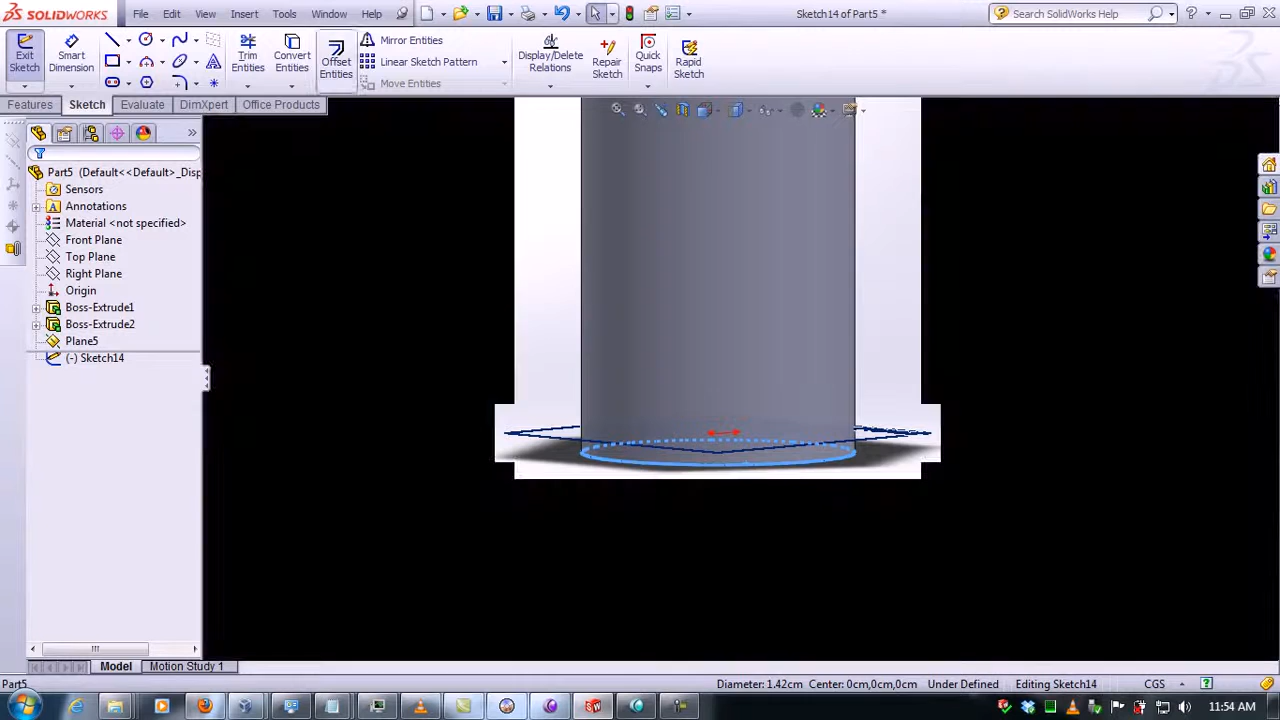 SOLIDWORKS File Edit View Insert Tools Window Help Sketch14 of Part5 * Search SolidWorks Help
Exit Sketch
Smart Dimension
Trim Entities
Convert Entities
Offset Entities
Mirror Entities
Linear Sketch Pattern
Move Entities
Display/Delete Relations
Repair Sketch
Quick Snaps
Rapid Sketch
Features Sketch Evaluate DimXpert Office Products
Part5 (Default<<Default>_Disp
Sensors
Annotations
Material <not specified>
Front Plane
Top Plane
Right Plane
Origin
Boss-Extrude1
Boss-Extrude2
Plane5
(-) Sketch14
Model Motion Study 1
Part5 Diameter: 1.42cm Center: 0cm,0cm,0cm Under Defined Editing Sketch14 CGS
11:54 AM